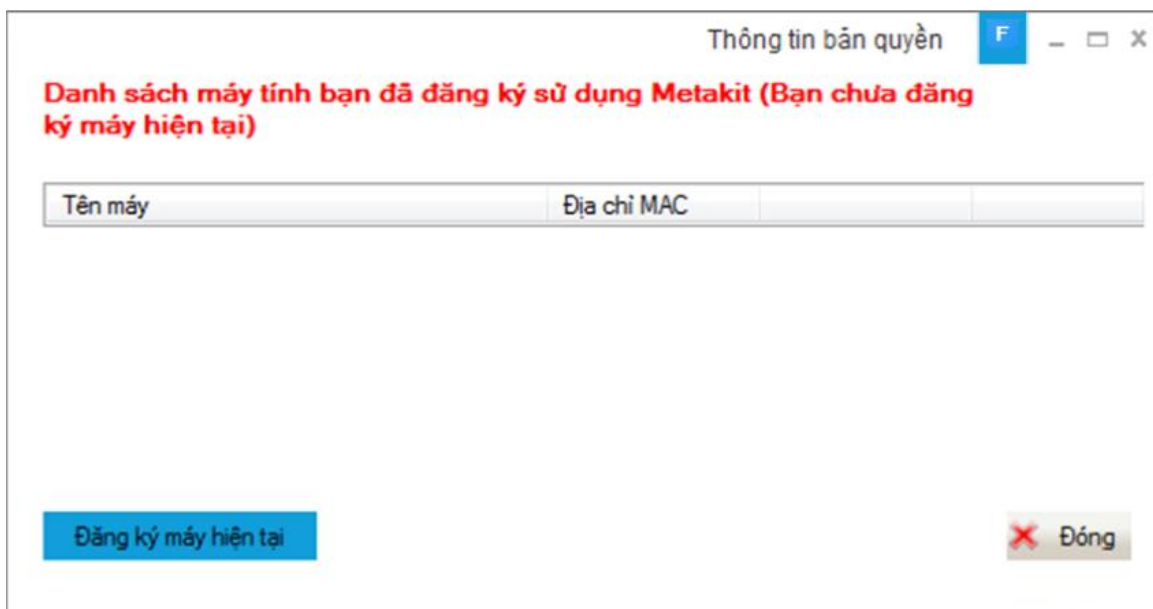 Thông tin bản quyền F
Danh sách máy tính bạn đã đăng ký sử dụng Metakit (Bạn chưa đăng
ký máy hiện tại)
Tên máy Địa chỉ MAC
Đăng ký máy hiện tại Đóng